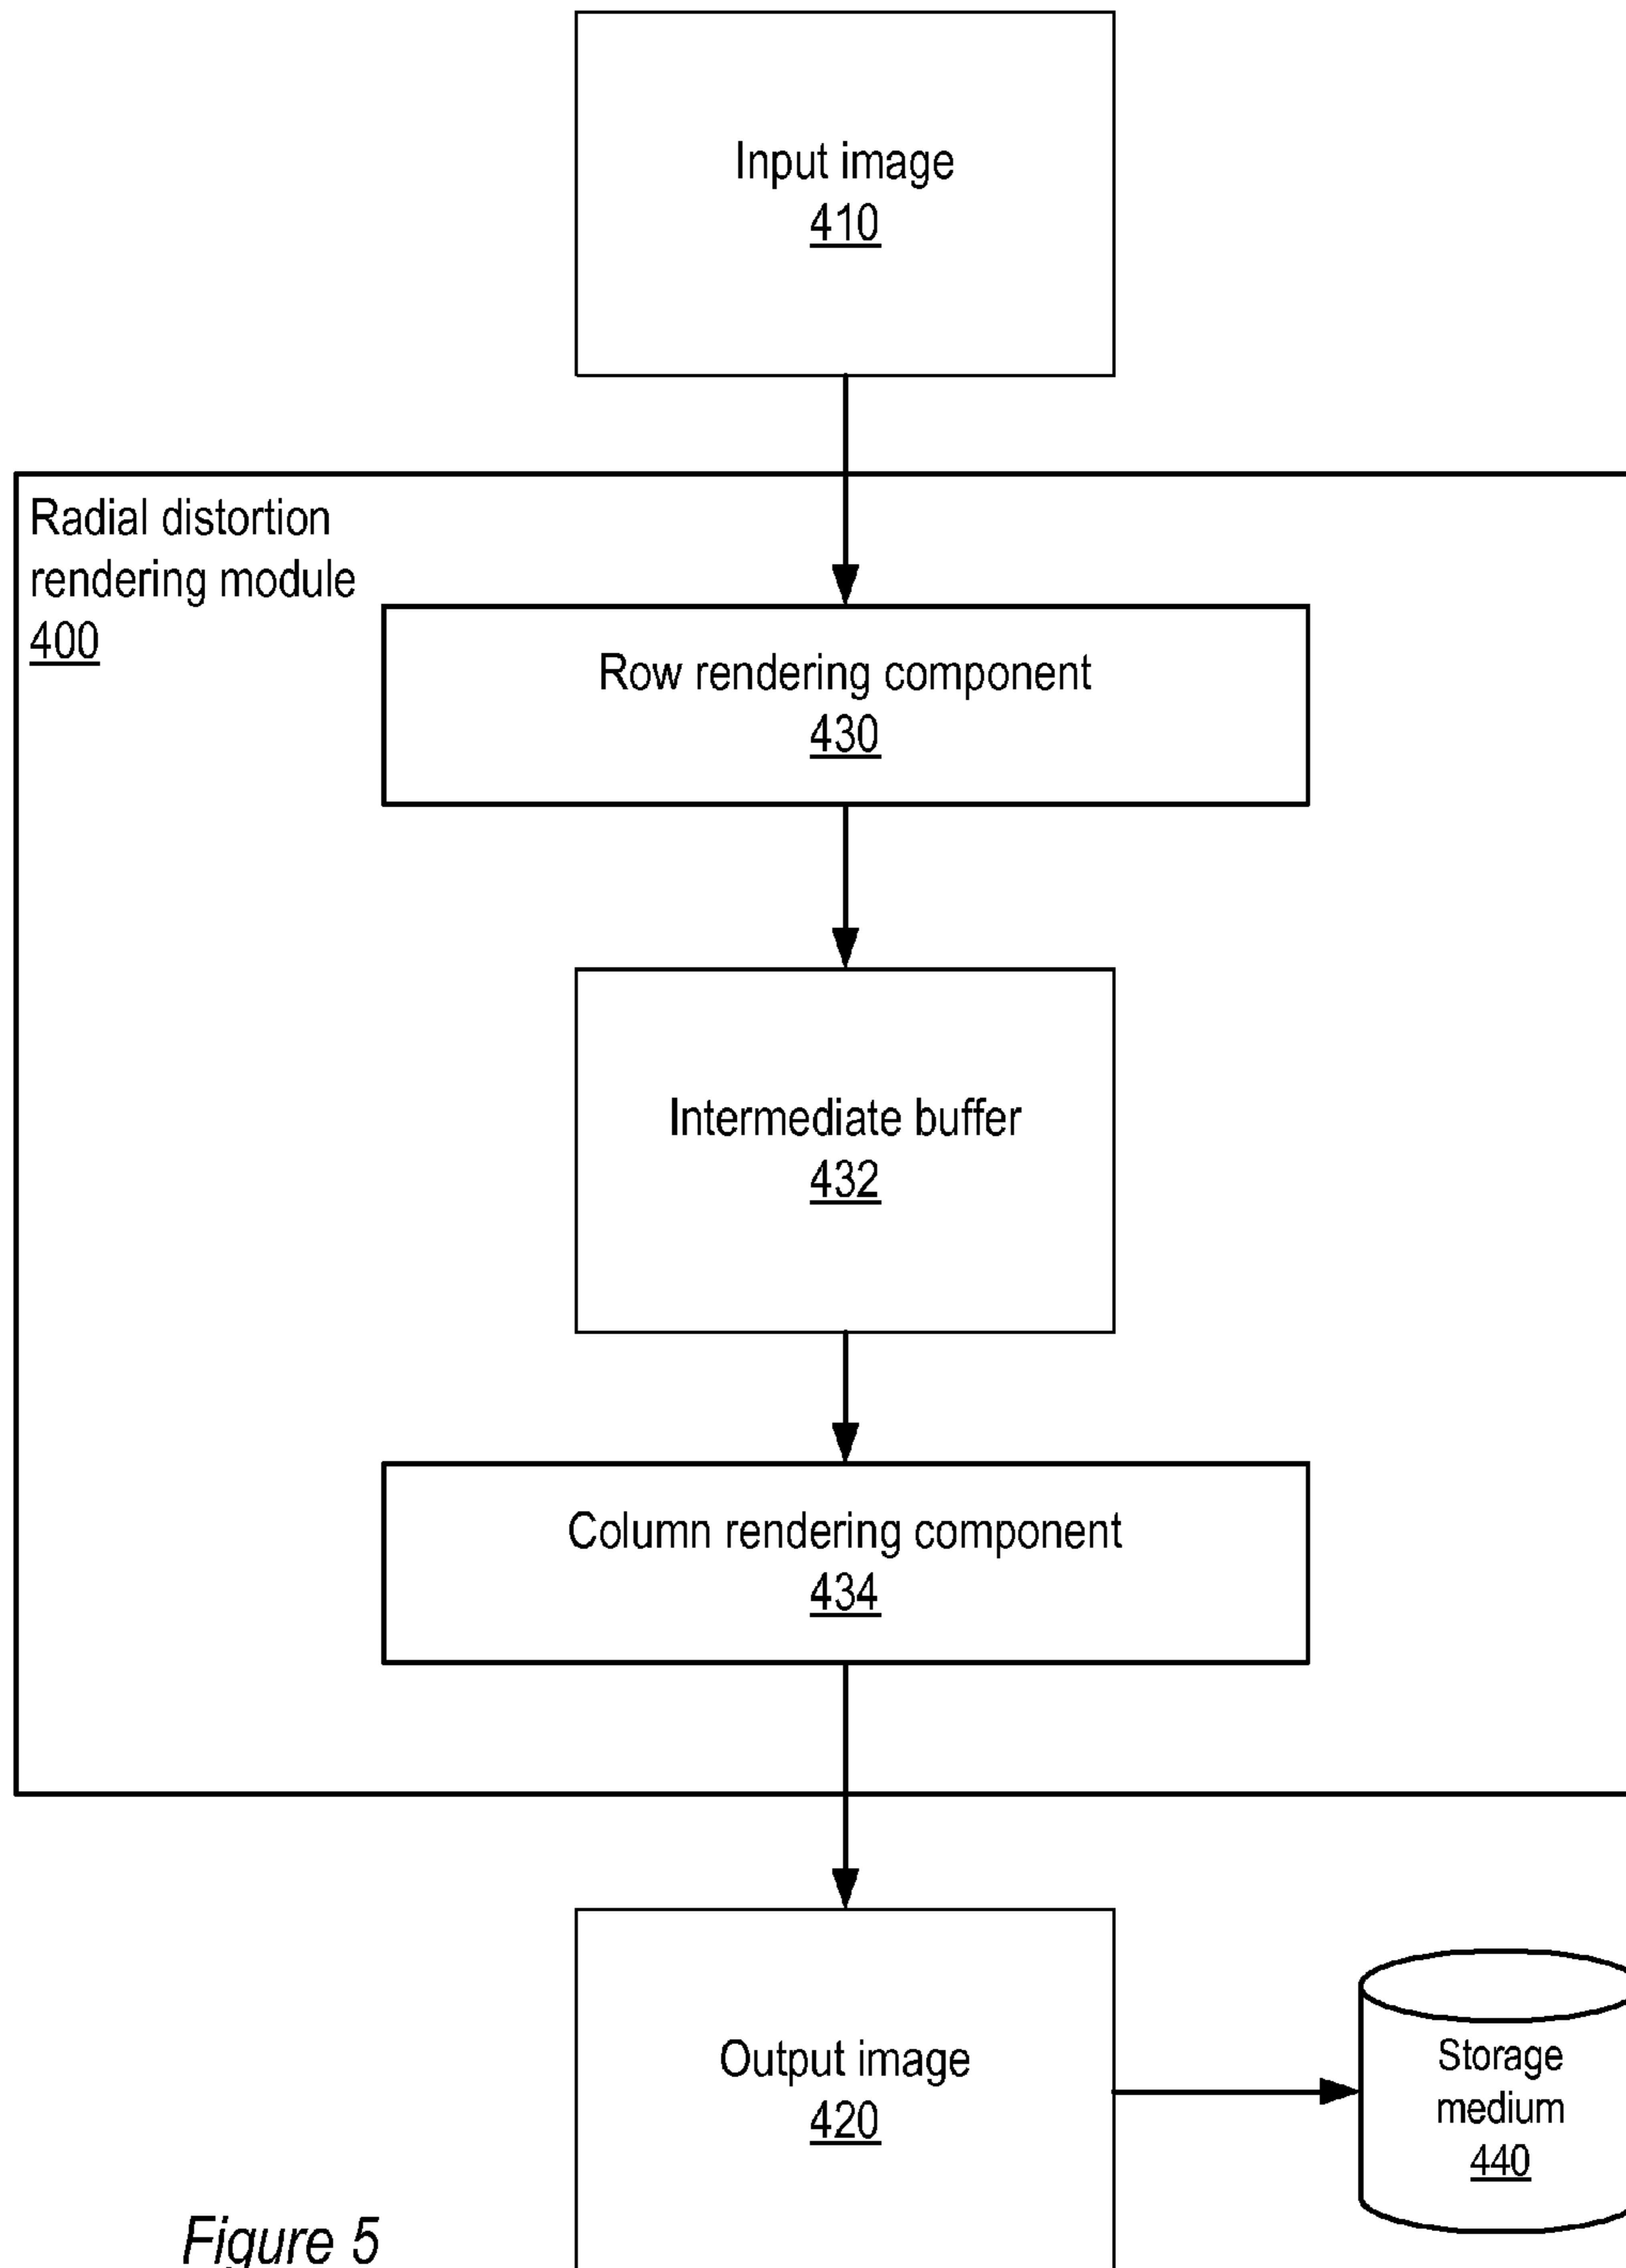 Input image
410
Radial distortion
rendering module
400
Row rendering component
430
Intermediate buffer
432
Column rendering component
434
Output image
420
Storage
medium
440
Figure 5